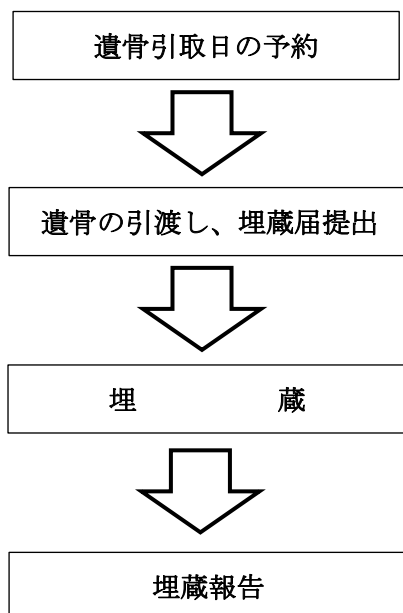 遺骨引取日の予約
遺骨の引渡し、埋蔵届提出
埋　　　　　蔵
埋蔵報告